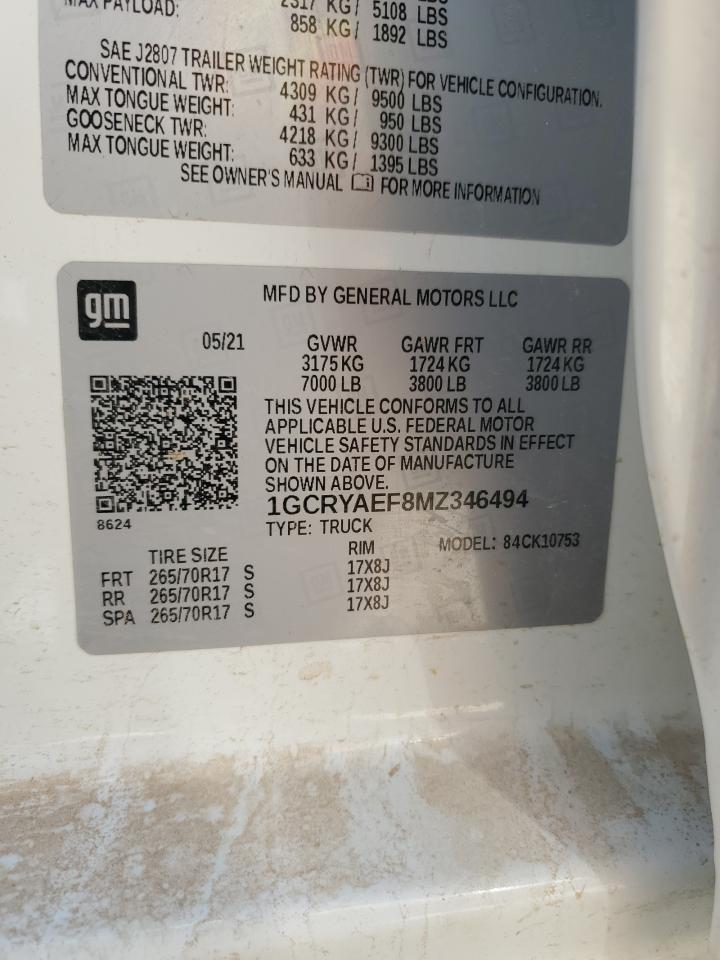 MAX PAYLOAD:
2317 KG/ 5108 LBS
858 KG/ 1892 LBS
SAE J2807 TRAILER WEIGHT RATING (TWR) FOR VEHICLE CONFIGURATION.
CONVENTIONAL TWR: 4309 KG/ 9500 LBS
MAX TONGUE WEIGHT: 431 KG/ 950 LBS
GOOSENECK TWR: 4218 KG/ 9300 LBS
MAX TONGUE WEIGHT: 633 KG/ 1395 LBS
SEE OWNER'S MANUAL FOR MORE INFORMATION
gm
MFD BY GENERAL MOTORS LLC
05/21 GVWR GAWR FRT GAWR RR
3175 KG 1724 KG 1724 KG
7000 LB 3800 LB 3800 LB
THIS VEHICLE CONFORMS TO ALL
APPLICABLE U.S. FEDERAL MOTOR
VEHICLE SAFETY STANDARDS IN EFFECT
ON THE DATE OF MANUFACTURE
SHOWN ABOVE.
1GCRYAEF8MZ346494
8624
TYPE: TRUCK MODEL: 84CK10753
TIRE SIZE RIM
FRT 265/70R17 S 17X8J
RR 265/70R17 S 17X8J
SPA 265/70R17 S 17X8J